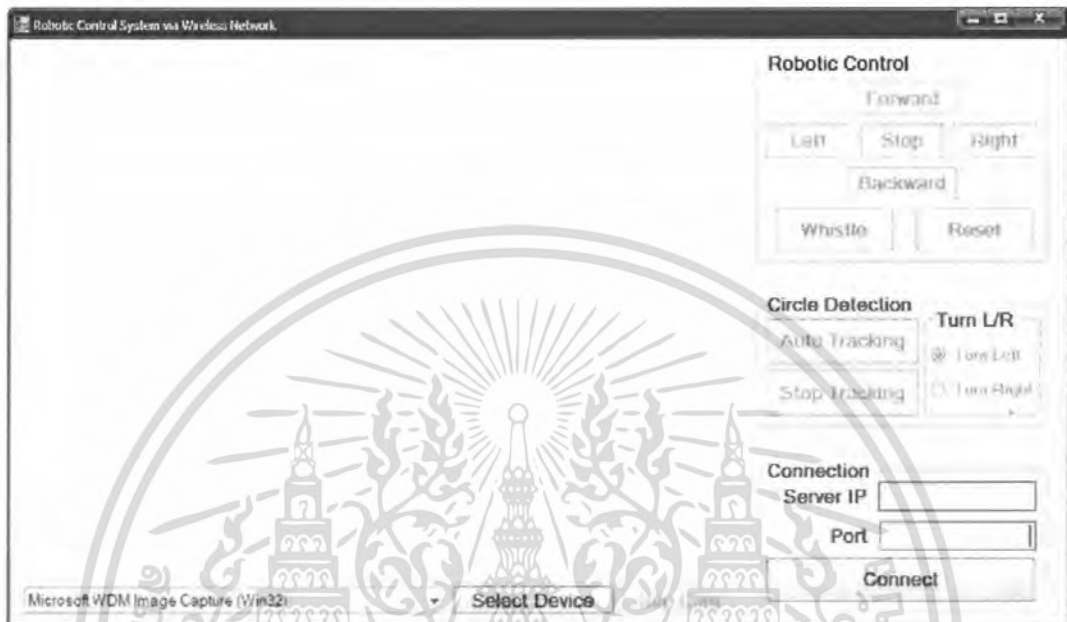 Robotic Control System via Wireless Network
Robotic Control
Forward
Left Stop Right
Backward
Whistle Reset
Circle Detection
Turn L/R
Auto Tracking
Turn Left
Stop Tracking
Turn Right
Connection
Server IP
Port
Connect
Microsoft WDM Image Capture (Win32)
Select Device